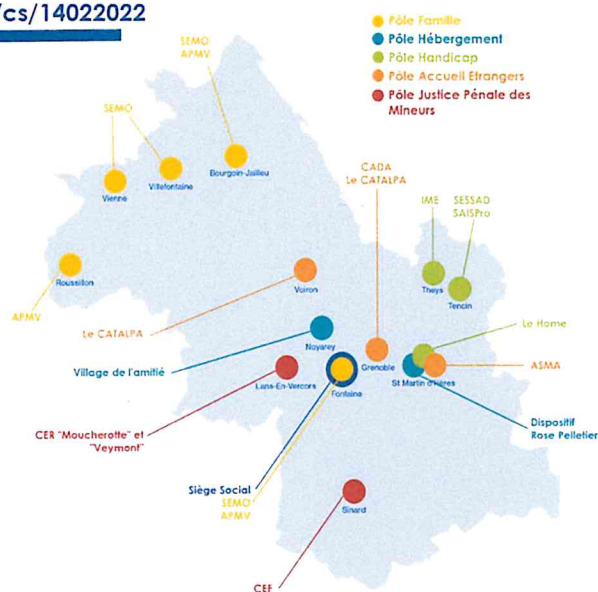 /cs/14022022
Pôle Famille
Pôle Hébergement
Pôle Handicap
Pôle Accueil Etrangers
Pôle Justice Pénale des
Mineurs
SEMO
APMV
SEMO
Vienne
Villefontaine
Bourgoin-Jailleu
CADA
Le CATALPA
IME
SESSAD
SAISPro
Roussillon
APMV
Voiron
Theys
Tencin
Le CATALPA
Noyarey
Le Home
Village de l'amitié
Lans-En-Vercors
Fontaine
Grenoble
St Martin d'Hères
ASMA
CER "Moucherotte" et
"Veymont"
Dispositif
Rose Pelletier
Siège Social
SEMO
APMV
Sinard
CEF